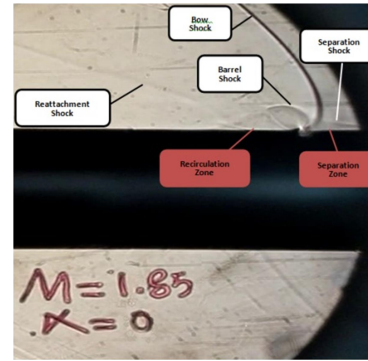 Bow
Shock
Separation
Shock
Barrel
Shock
Reattachment
Shock
Recirculation
Zone
Separation
Zone
M=1.85
α=0